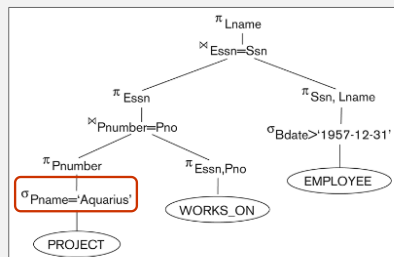 π Lname
⋈ Essn=Ssn
π Essn
π Ssn, Lname
⋈ Pnumber=Pno
σ Bdate>‘1957-12-31’
π Pnumber
π Essn,Pno
σ Pname=‘Aquarius’
EMPLOYEE
WORKS_ON
PROJECT